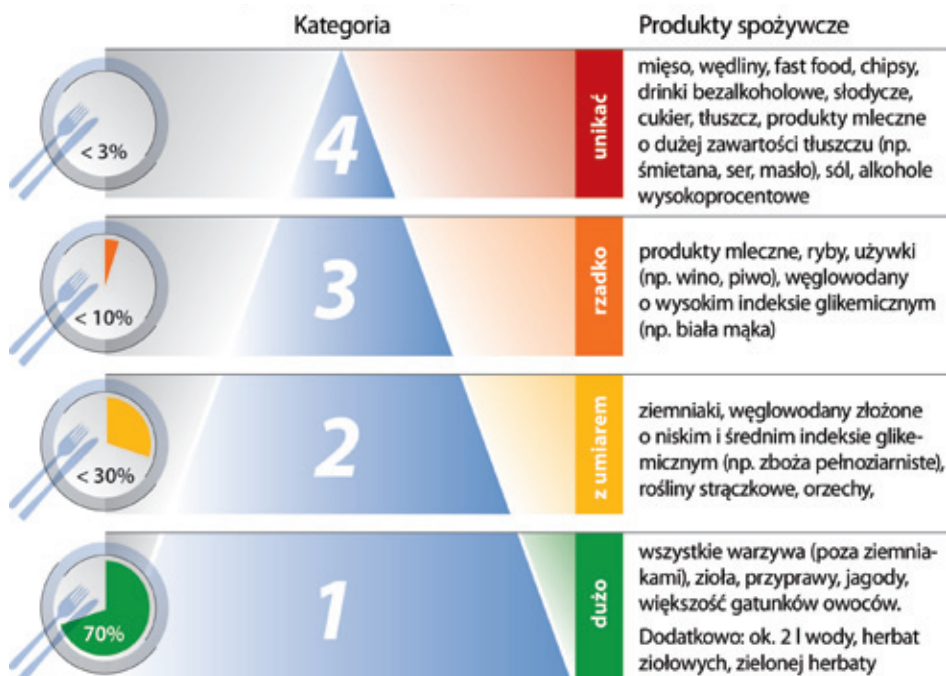 Kategoria
Produkty spożywcze
< 3%
4
unikać
mięso, wędliny, fast food, chipsy,
drinki bezalkoholowe, słodycze,
cukier, tłuszcz, produkty mleczne
o dużej zawartości tłuszczu (np.
śmietana, ser, masło), sól, alkohole
wysokoprocentowe
< 10%
3
rzadko
produkty mleczne, ryby, używki
(np. wino, piwo), węglowodany
o wysokim indeksie glikemicznym
(np. biała mąka)
< 30%
2
z umiarem
ziemniaki, węglowodany złożone
o niskim i średnim indeksie glike-
micznym (np. zboża pełnoziarniste),
rośliny strączkowe, orzechy,
70%
1
dużo
wszystkie warzywa (poza ziemnia-
kami), zioła, przyprawy, jagody,
większość gatunków owoców.
Dodatkowo: ok. 2 l wody, herbat
ziołowych, zielonej herbaty